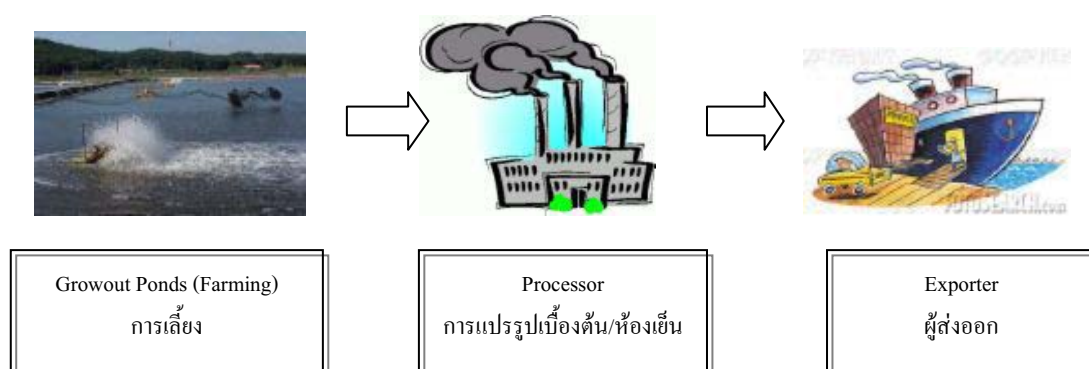 Growout Ponds (Farming)
การเลี้ยง
Processor
การแปรรูปเบื้องต้น/ห้องเย็น
Exporter
ผู้ส่งออก
FOTOSEARCH.com